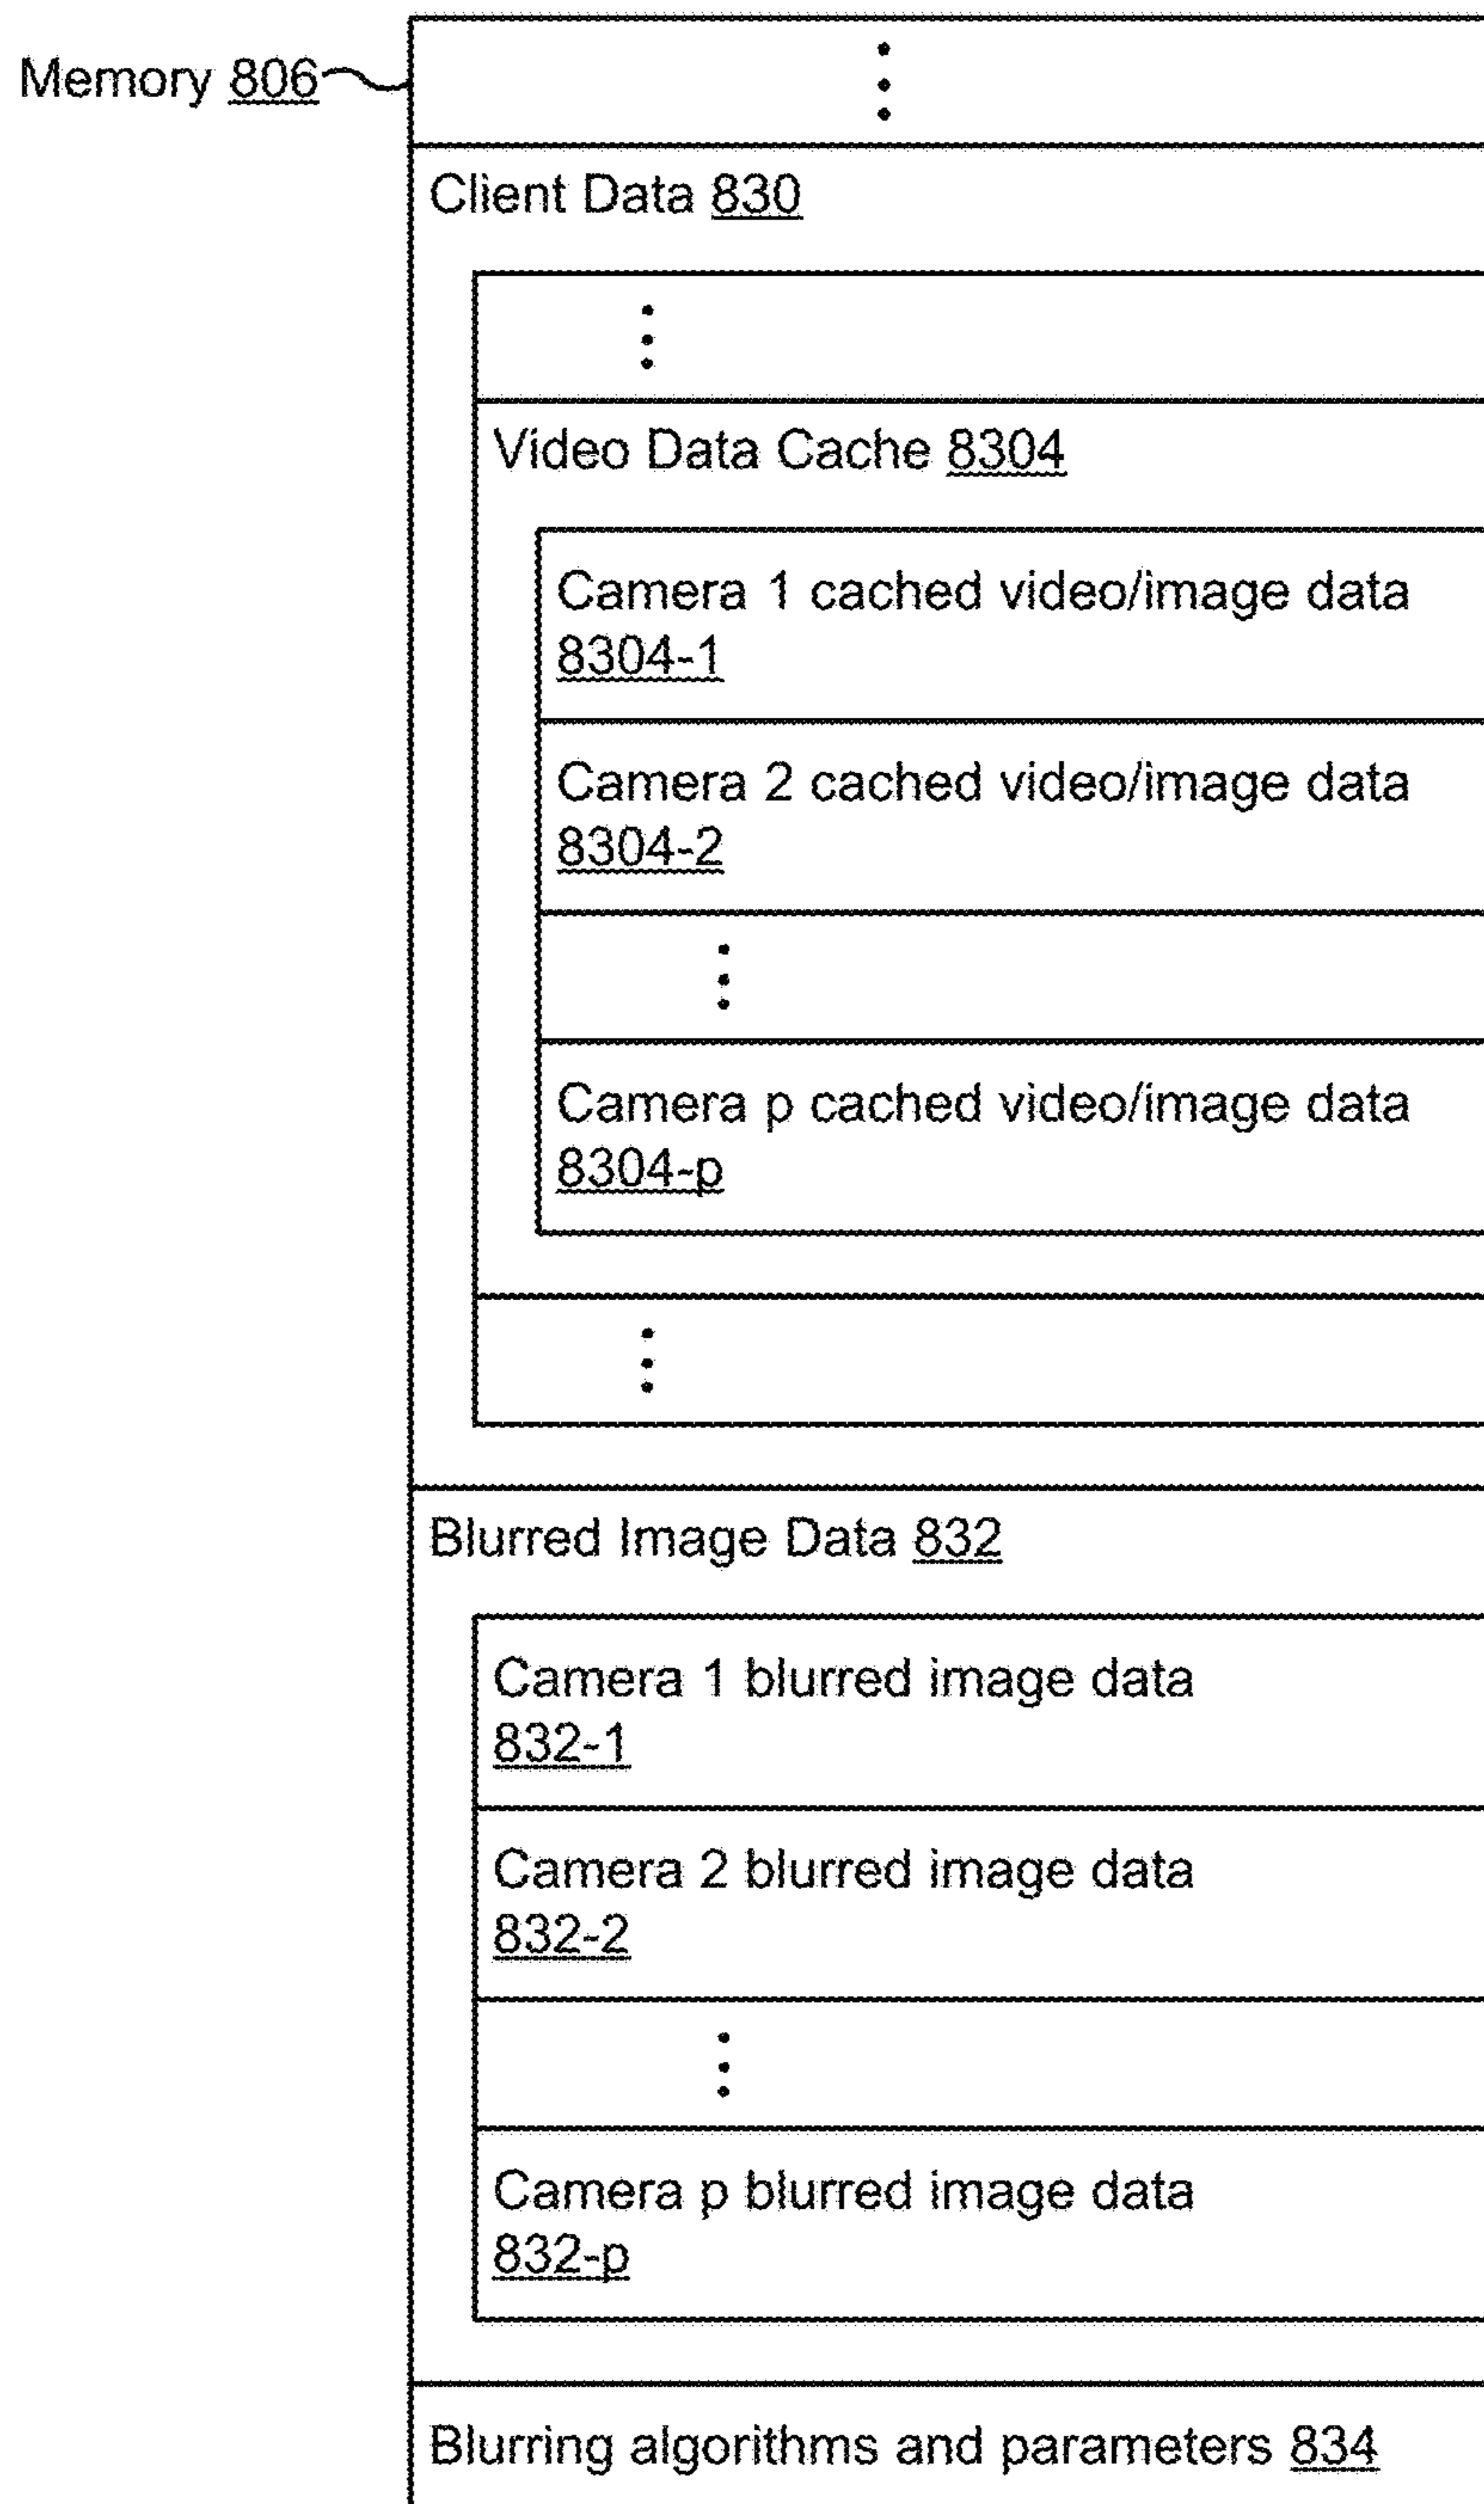 Memory 806
Client Data 830
Video Data Cache 8304
Camera 1 cached video/image data
8304-1
Camera 2 cached video/image data
8304-2
Camera p cached video/image data
8304-p
Blurred Image Data 832
Camera 1 blurred image data
832-1
Camera 2 blurred image data
832-2
Camera p blurred image data
832-p
Blurring algorithms and parameters 834